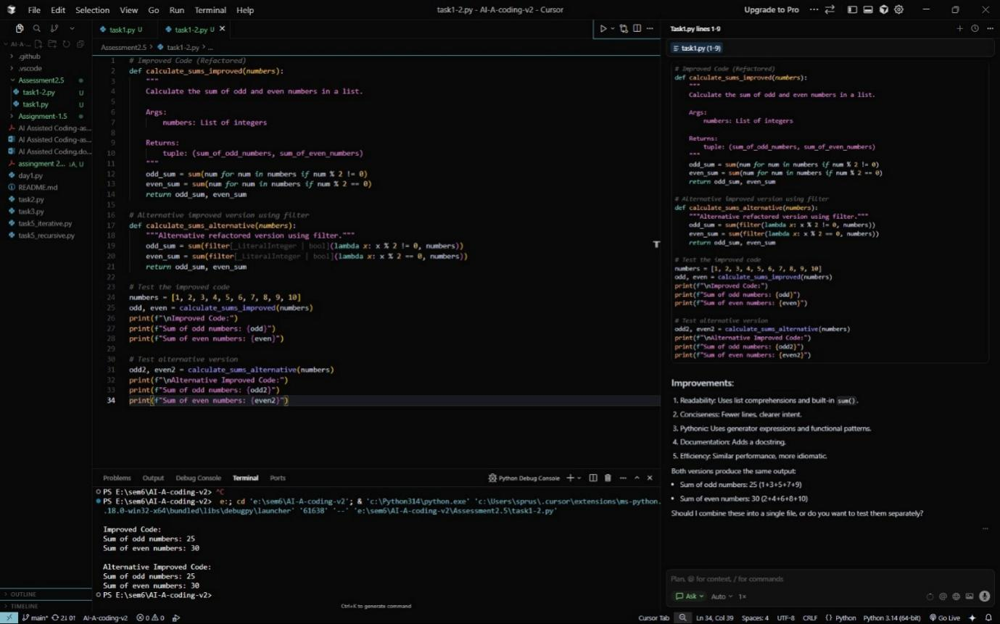 File Edit Selection View Go Run Terminal Help
task1-2.py - AI-A-coding-v2 - Cursor
Upgrade to Pro
AI-A-...
.github
.vscode
Assessment2.5
task1-2.py U
task1.py U
Assignment-1.5
AI Assisted Coding-as...
AI Assisted Coding-as...
AI Assisted Coding.do...
assingment 2... U
day1.py
README.md
task2.py
task3.py
task5_iterative.py
task5_recursive.py
OUTLINE
TIMELINE
task1.py U
task1-2.py U
Assessment2.5 > task1-2.py > ...
1 # Improved Code (Refactored)
2 def calculate_sums_improved(numbers):
3 """
4 Calculate the sum of odd and even numbers in a list.
5
6 Args:
7 numbers: List of integers
8
9 Returns:
10 tuple: (sum_of_odd_numbers, sum_of_even_numbers)
11 """
12 odd_sum = sum(num for num in numbers if num % 2 != 0)
13 even_sum = sum(num for num in numbers if num % 2 == 0)
14 return odd_sum, even_sum
15
16 # Alternative improved version using filter
17 def calculate_sums_alternative(numbers):
18 """Alternative refactored version using filter."""
19 odd_sum = sum(filter[_LiteralInteger | bool](lambda x: x % 2 != 0, numbers))
20 even_sum = sum(filter[_LiteralInteger | bool](lambda x: x % 2 == 0, numbers))
21 return odd_sum, even_sum
22
23 # Test the improved code
24 numbers = [1, 2, 3, 4, 5, 6, 7, 8, 9, 10]
25 odd, even = calculate_sums_improved(numbers)
26 print(f"\nImproved Code:")
27 print(f"Sum of odd numbers: {odd}")
28 print(f"Sum of even numbers: {even}")
29
30 # Test alternative version
31 odd2, even2 = calculate_sums_alternative(numbers)
32 print(f"\nAlternative Improved Code:")
33 print(f"Sum of odd numbers: {odd2}")
34 print(f"Sum of even numbers: {even2}")
Problems Output Debug Console Terminal Ports
Python Debug Console
PS E:\sem6\AI-A-coding-v2> ^C
PS E:\sem6\AI-A-coding-v2> e:; cd 'e:\sem6\AI-A-coding-v2'; & 'c:\Python314\python.exe' 'c:\Users\sprus\.cursor\extensions\ms-python.
.18.0-win32-x64\bundled\libs\debugpy\launcher' '61638' '--' 'e:\sem6\AI-A-coding-v2\Assessment2.5\task1-2.py'
Improved Code:
Sum of odd numbers: 25
Sum of even numbers: 30
Alternative Improved Code:
Sum of odd numbers: 25
Sum of even numbers: 30
PS E:\sem6\AI-A-coding-v2>
Ctrl+K to generate command
Task1.py lines 1-9
task1.py (1-9)
# Improved Code (Refactored)
def calculate_sums_improved(numbers):
"""
Calculate the sum of odd and even numbers in a list.
Args:
numbers: List of integers
Returns:
tuple: (sum_of_odd_numbers, sum_of_even_numbers)
"""
odd_sum = sum(num for num in numbers if num % 2 != 0)
even_sum = sum(num for num in numbers if num % 2 == 0)
return odd_sum, even_sum
# Alternative improved version using filter
def calculate_sums_alternative(numbers):
"""Alternative refactored version using filter."""
odd_sum = sum(filter(lambda x: x % 2 != 0, numbers))
even_sum = sum(filter(lambda x: x % 2 == 0, numbers))
return odd_sum, even_sum
# Test the improved code
numbers = [1, 2, 3, 4, 5, 6, 7, 8, 9, 10]
odd, even = calculate_sums_improved(numbers)
print(f"\nImproved Code:")
print(f"Sum of odd numbers: {odd}")
print(f"Sum of even numbers: {even}")
# Test alternative version
odd2, even2 = calculate_sums_alternative(numbers)
print(f"\nAlternative Improved Code:")
print(f"Sum of odd numbers: {odd2}")
print(f"Sum of even numbers: {even2}")
Improvements:
1. Readability: Uses list comprehensions and built-in sum().
2. Conciseness: Fewer lines, clearer intent.
3. Pythonic: Uses generator expressions and functional patterns.
4. Documentation: Adds a docstring.
5. Efficiency: Similar performance, more idiomatic.
Both versions produce the same output:
• Sum of odd numbers: 25 (1+3+5+7+9)
• Sum of even numbers: 30 (2+4+6+8+10)
Should I combine these into a single file, or do you want to test them separately?
Plan, @ for context, / for commands
Ask Auto 1×
main* AI-A-coding-v2 0 0
Cursor Tab Ln 34, Col 39 Spaces: 4 UTF-8 CRLF {} Python Python 3.14 (64-bit) Go Live